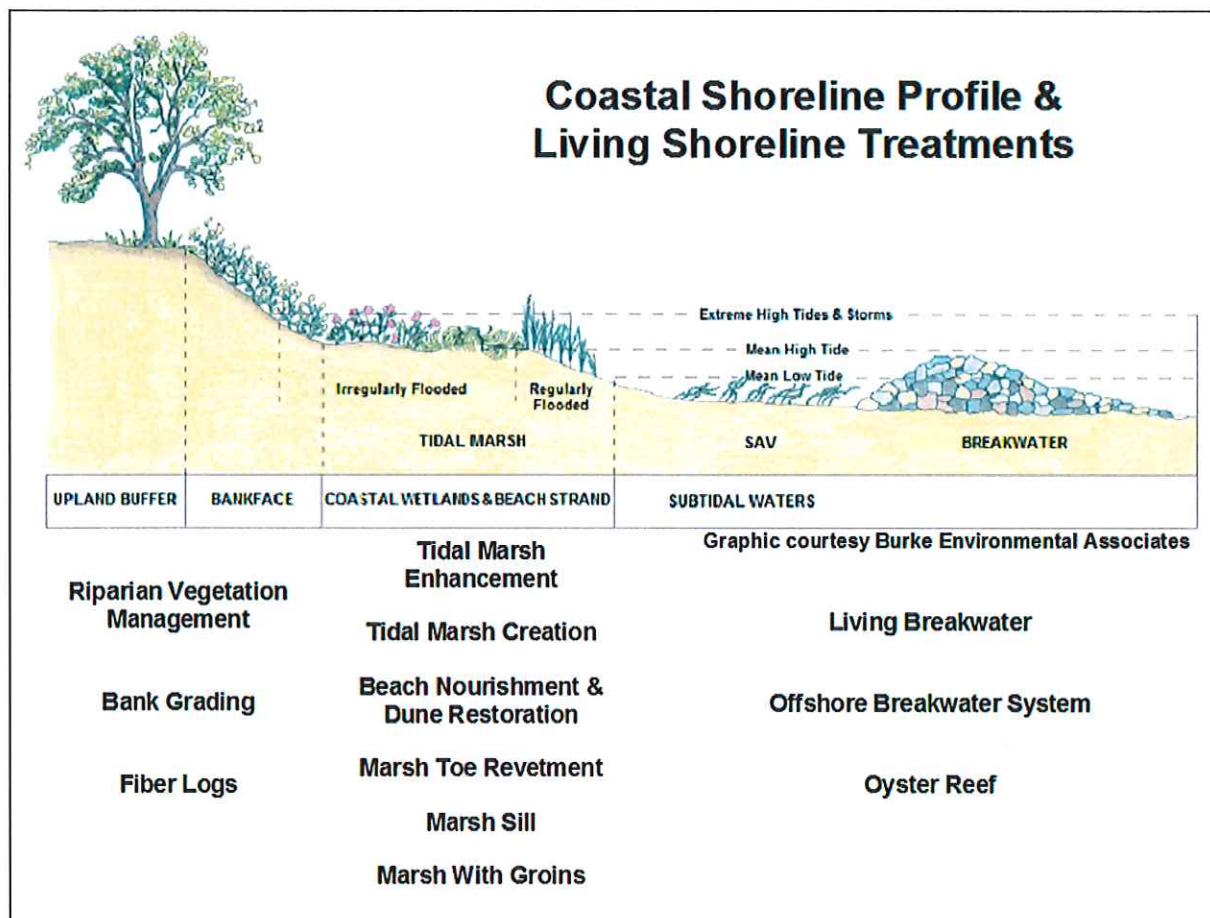 Coastal Shoreline Profile &
Living Shoreline Treatments
Extreme High Tides & Storms
Mean High Tide
Mean Low Tide
Irregularly Flooded
Regularly
Flooded
TIDAL MARSH
SAV
BREAKWATER
UPLAND BUFFER
BANKFACE
COASTAL WETLANDS & BEACH STRAND
SUBTIDAL WATERS
Graphic courtesy Burke Environmental Associates
Riparian Vegetation
Management
Bank Grading
Fiber Logs
Tidal Marsh
Enhancement
Tidal Marsh Creation
Beach Nourishment &
Dune Restoration
Marsh Toe Revetment
Marsh Sill
Marsh With Groins
Living Breakwater
Offshore Breakwater System
Oyster Reef